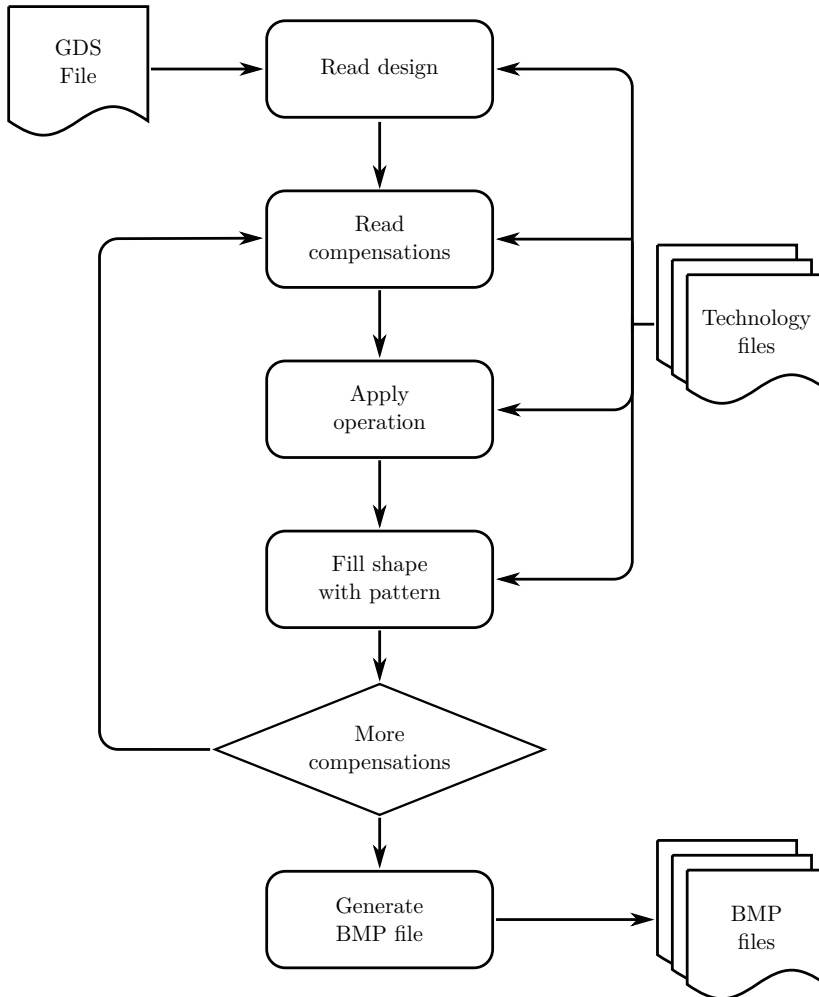 GDS
File
Read design
Read
compensations
Technology
files
Apply
operation
Fill shape
with pattern
More
compensations
Generate
BMP file
BMP
files